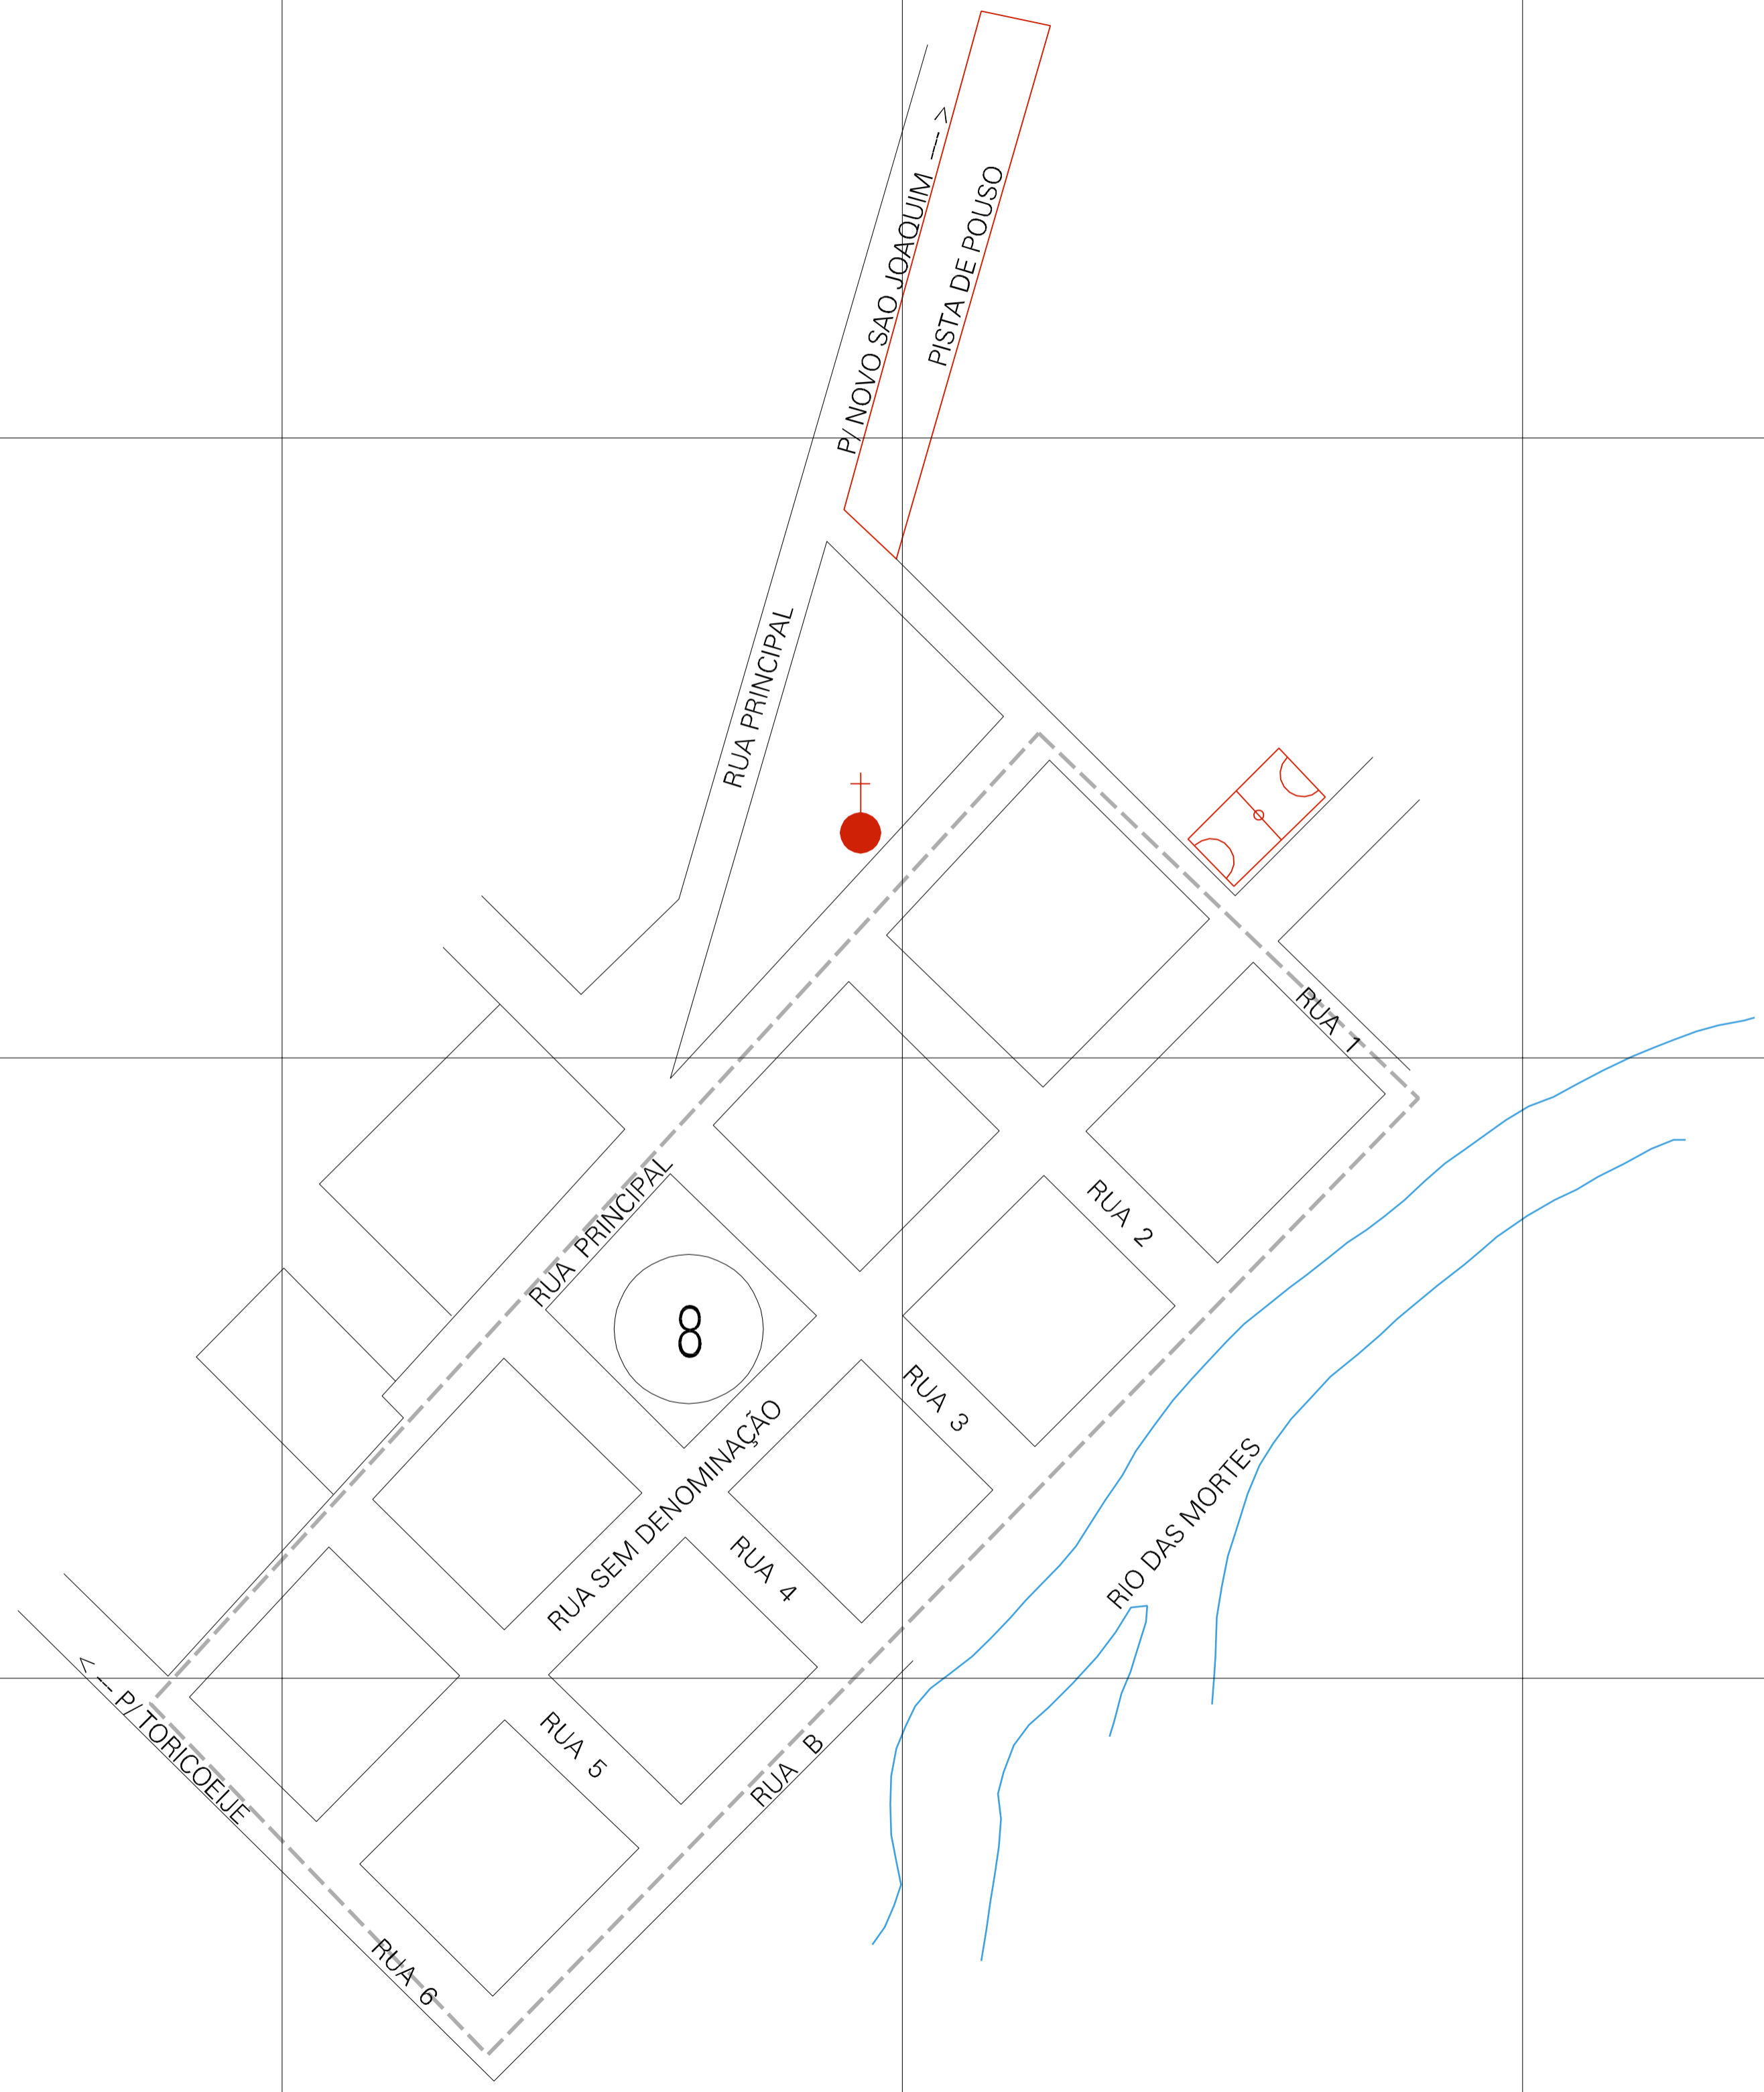 P/ NOVO SAO JOAQUIM --->
PISTA DE POUSO
RUA PRINCIPAL
RUA 1
RUA PRINCIPAL
RUA 2
8
RUA 3
RUA SEM DENOMINAÇÃO
RIO DAS MORTES
RUA 4
<--- P/ TORICOEIJE
RUA 5
RUA B
RUA 6